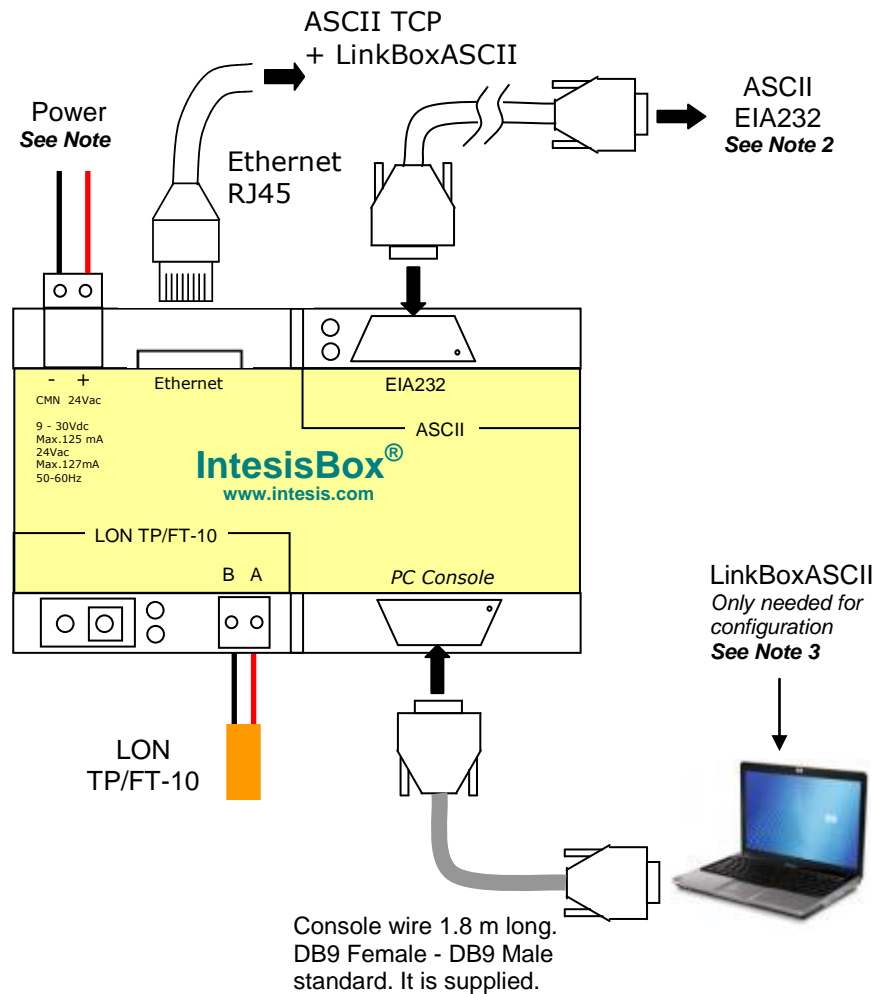 ASCII TCP
+ LinkBoxASCII
Power
See Note
Ethernet
RJ45
ASCII
EIA232
See Note 2
- +
CMN 24Vac
9 - 30Vdc
Max.125 mA
24Vac
Max.127mA
50-60Hz
Ethernet
EIA232
ASCII
IntesisBox®
www.intesis.com
LON TP/FT-10
B A
PC Console
LinkBoxASCII
Only needed for
configuration
See Note 3
LON
TP/FT-10
Console wire 1.8 m long.
DB9 Female - DB9 Male
standard. It is supplied.